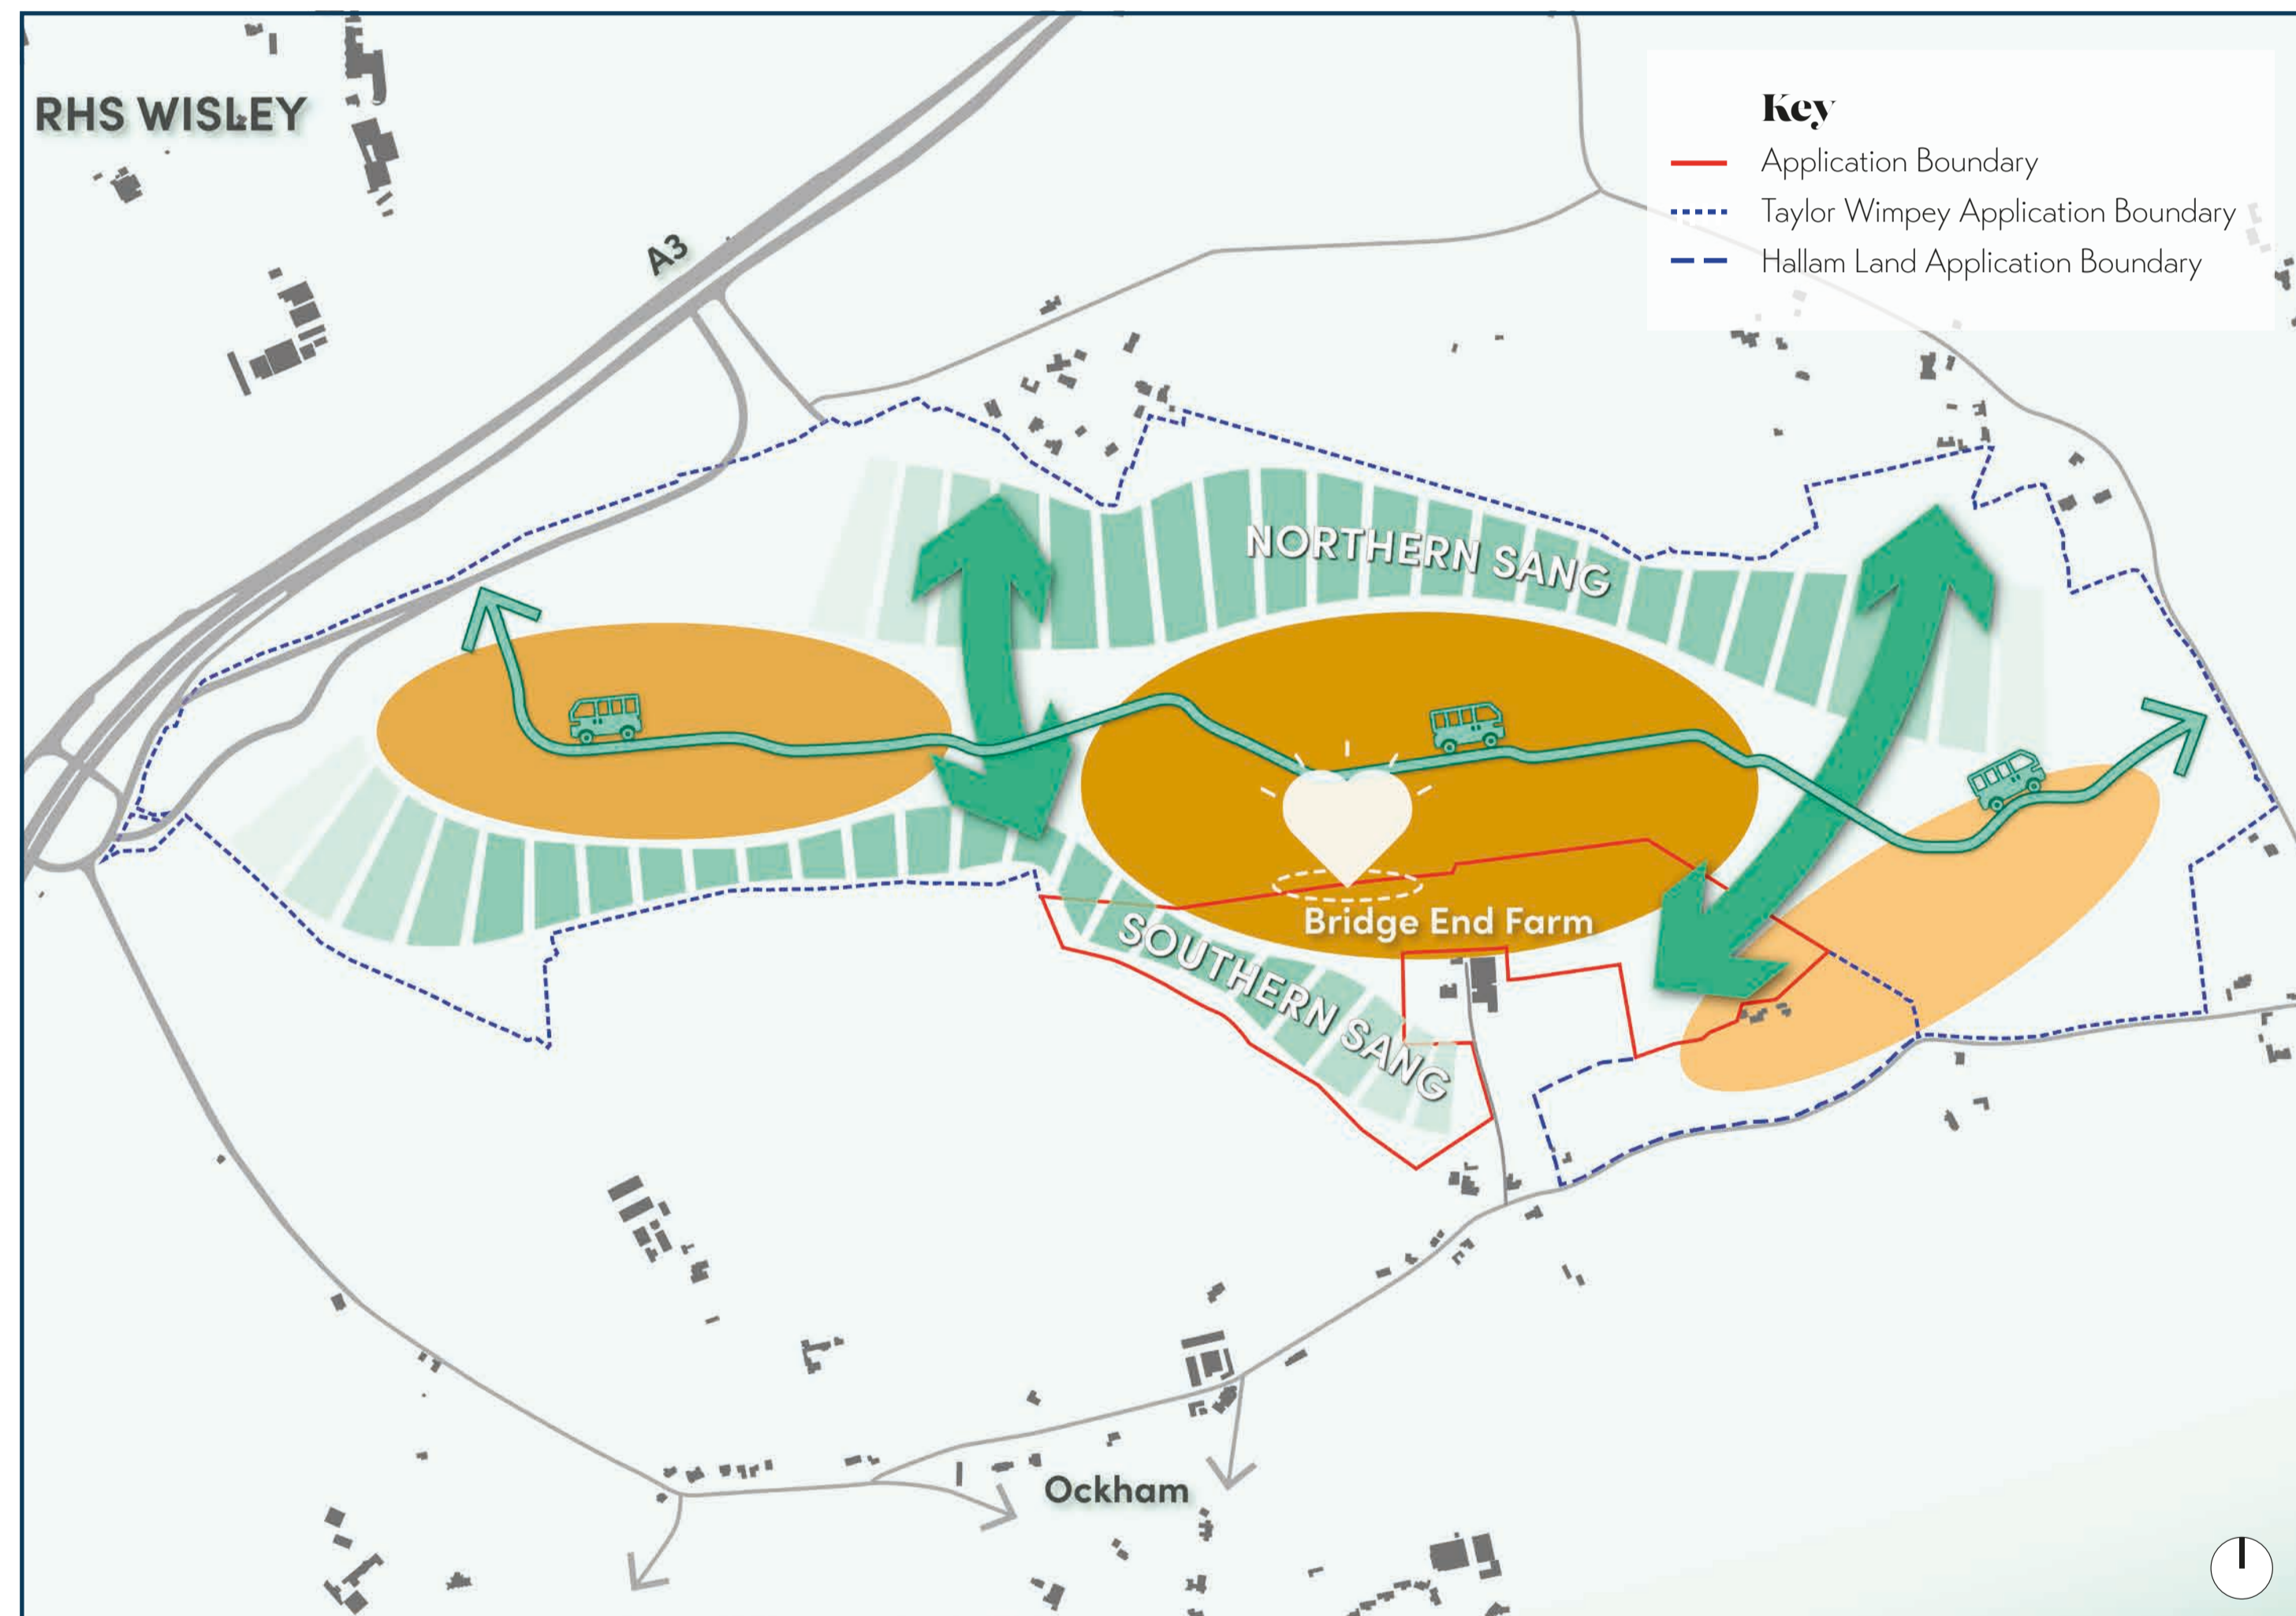 RHS WISLEY
A3
Key
Application Boundary
Taylor Wimpey Application Boundary
Hallam Land Application Boundary
NORTHERN SANG
Bridge End Farm
SOUTHERN SANG
Ockham